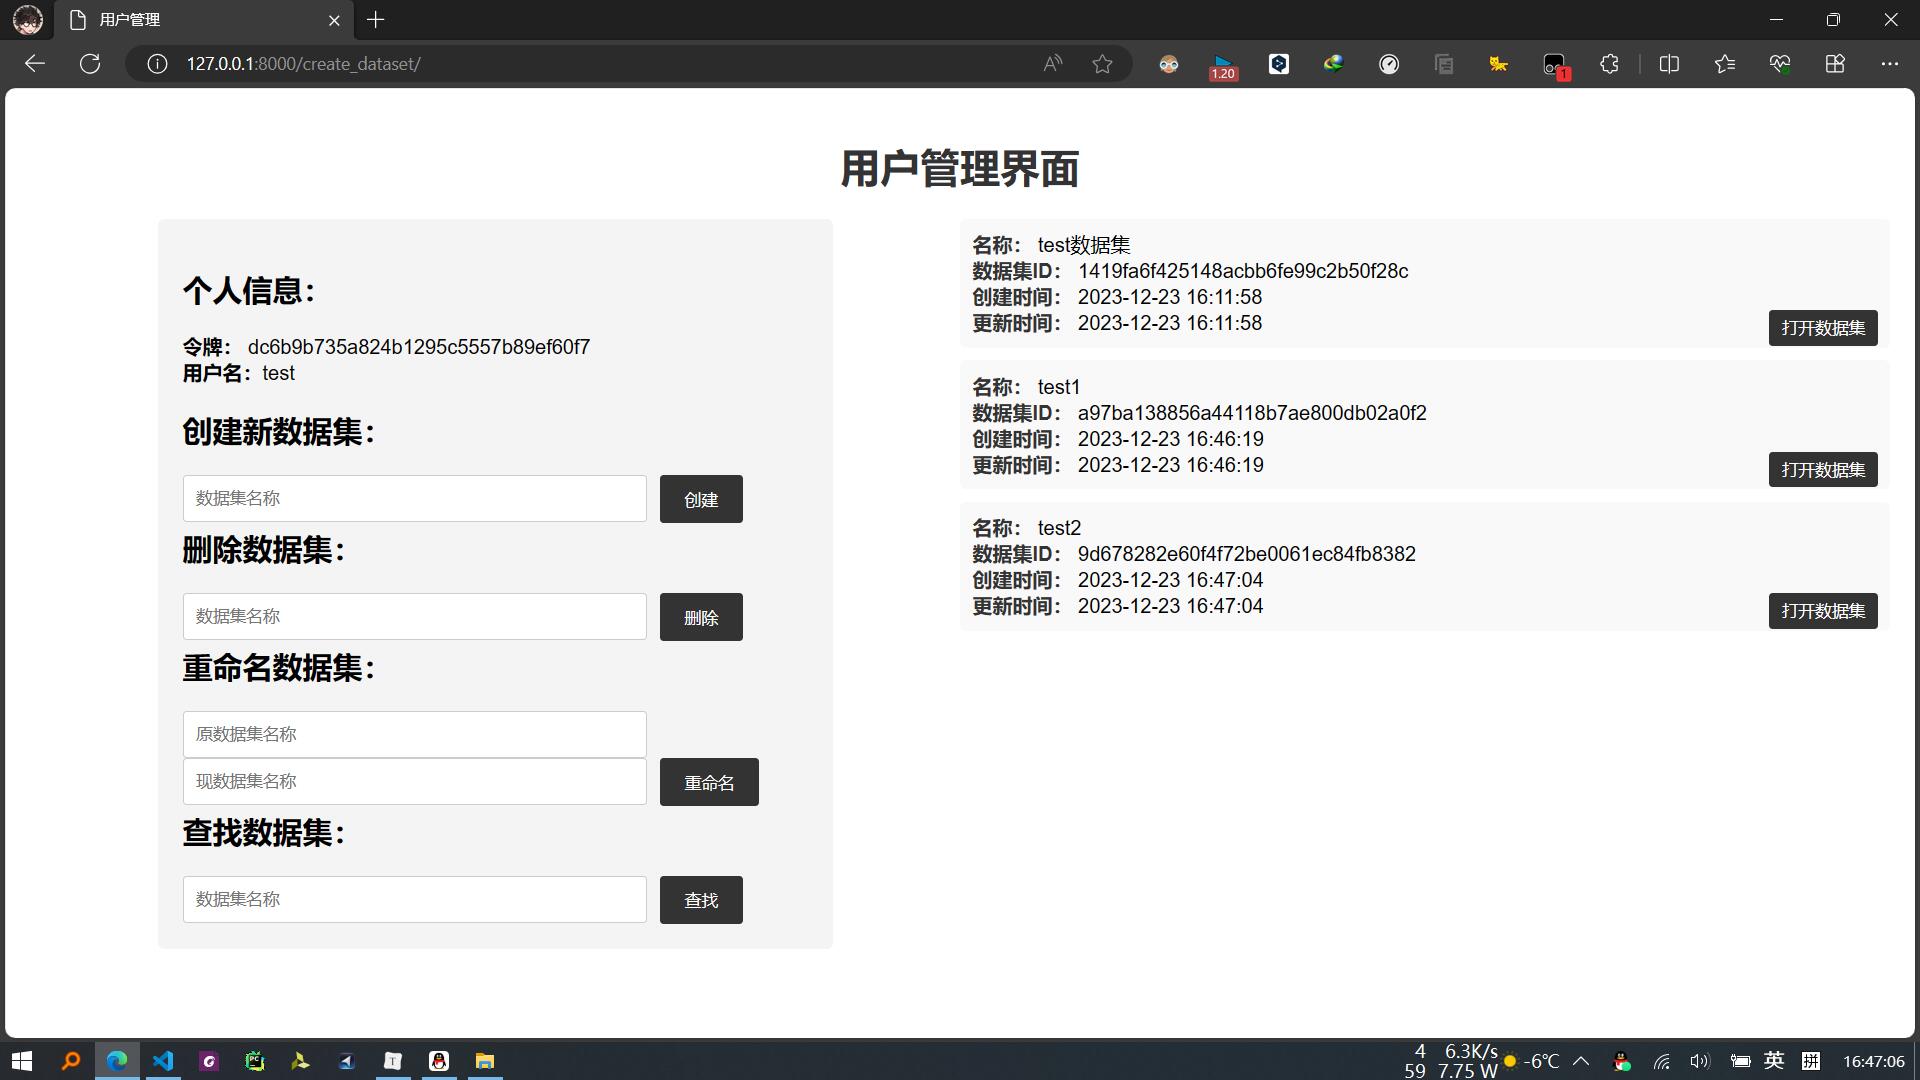 用户管理
127.0.0.1:8000/create_dataset/
1.20
1
用户管理界面
个人信息：
令牌： dc6b9b735a824b1295c5557b89ef60f7
用户名：test
创建新数据集：
数据集名称
创建
删除数据集：
数据集名称
删除
重命名数据集：
原数据集名称
现数据集名称
重命名
查找数据集：
数据集名称
查找
名称： test数据集
数据集ID： 1419fa6f425148acbb6fe99c2b50f28c
创建时间： 2023-12-23 16:11:58
更新时间： 2023-12-23 16:11:58
打开数据集
名称： test1
数据集ID： a97ba138856a44118b7ae800db02a0f2
创建时间： 2023-12-23 16:46:19
更新时间： 2023-12-23 16:46:19
打开数据集
名称： test2
数据集ID： 9d678282e60f4f72be0061ec84fb8382
创建时间： 2023-12-23 16:47:04
更新时间： 2023-12-23 16:47:04
打开数据集
4 6.3K/s
59 7.75 W
-6℃
英
拼
16:47:06